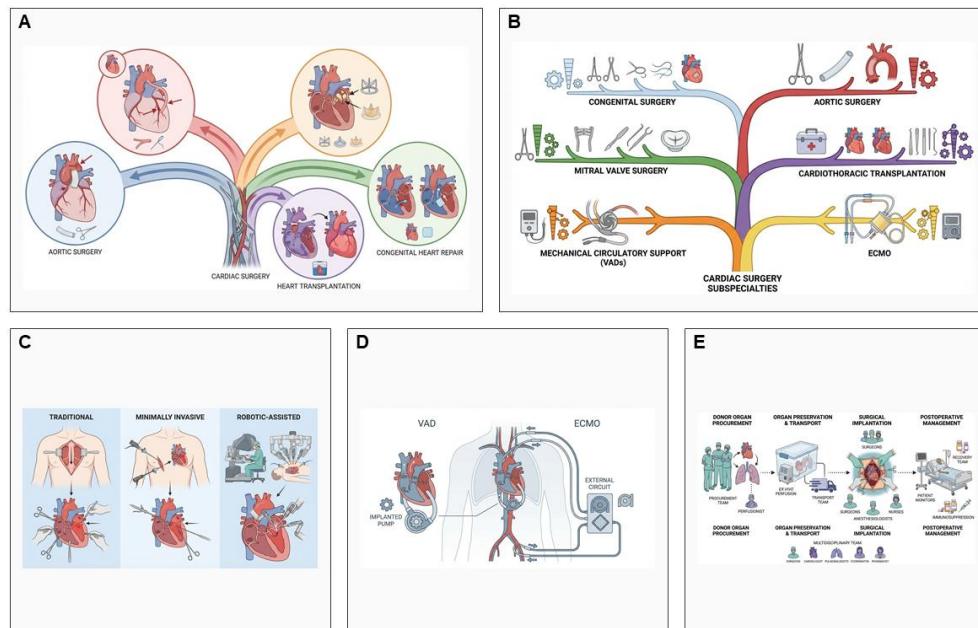 A
AORTIC SURGERY
CARDIAC SURGERY
HEART TRANSPLANTATION
CONGENITAL HEART REPAIR
B
CONGENITAL SURGERY
AORTIC SURGERY
MITRAL VALVE SURGERY
CARDIOTHORACIC TRANSPLANTATION
MECHANICAL CIRCULATORY SUPPORT
(VADs)
ECMO
CARDIAC SURGERY
SUBSPECIALTIES
C
TRADITIONAL
MINIMALLY INVASIVE
ROBOTIC-ASSISTED
D
VAD
ECMO
IMPLANTED
PUMP
EXTERNAL
CIRCUIT
E
DONOR ORGAN
PROCUREMENT
ORGAN PRESERVATION
& TRANSPORT
SURGICAL
IMPLANTATION
POSTOPERATIVE
MANAGEMENT
SURGEONS
RECOVERY
TEAM
PROCUREMENT
TEAM
PERFUSIONIST
EX VIVO
PERFUSION
TRANSPORT
TEAM
SURGEONS
NURSES
ANESTHESIOLOGISTS
PATIENT
MONITORS
IMMUNOSUPPRESSION
DONOR ORGAN
PROCUREMENT
ORGAN PRESERVATION
& TRANSPORT
SURGICAL
IMPLANTATION
POSTOPERATIVE
MANAGEMENT
MULTIDISCIPLINARY TEAM